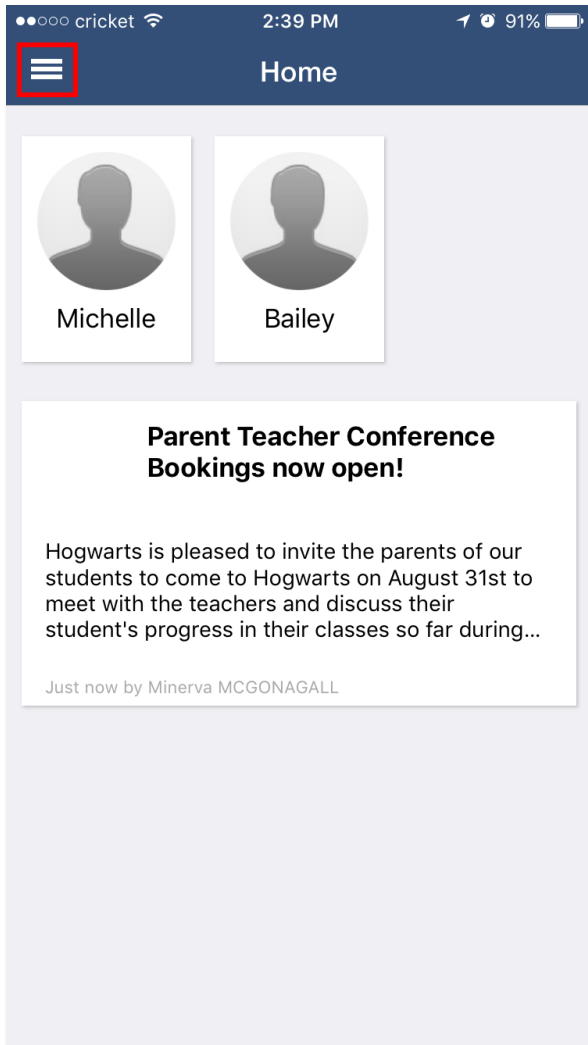 cricket 2:39 PM 91%
Home
Michelle Bailey
Parent Teacher Conference
Bookings now open!
Hogwarts is pleased to invite the parents of our
students to come to Hogwarts on August 31st to
meet with the teachers and discuss their
student's progress in their classes so far during...
Just now by Minerva MCGONAGALL